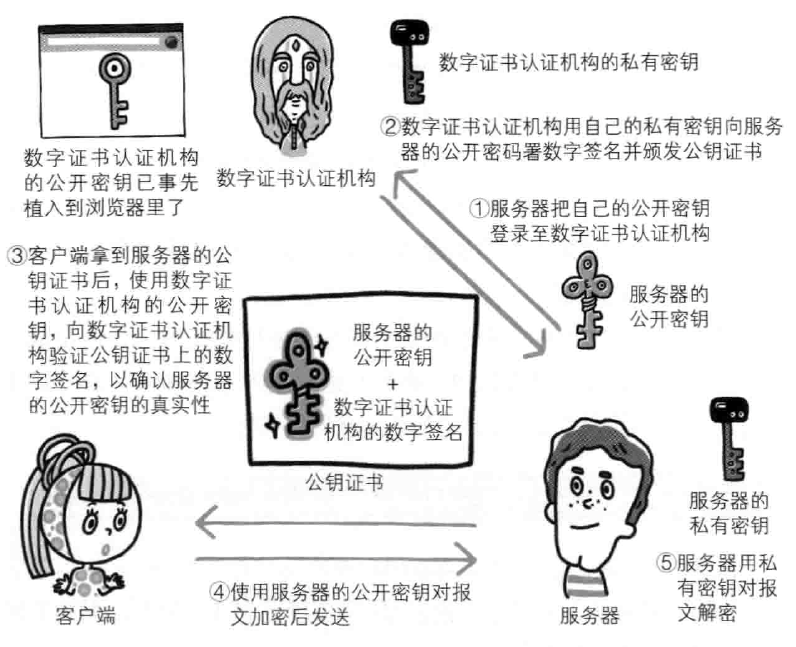 数字证书认证机构的私有密钥
②数字证书认证机构用自己的私有密钥向服务
器的公开密码署数字签名并颁发公钥证书
数字证书认证机构
的公开密钥已事先
植入到浏览器里了
数字证书认证机构
①服务器把自己的公开密钥
登录至数字证书认证机构
③客户端拿到服务器的公
钥证书后，使用数字证
书认证机构的公开密
钥，向数字证书认证机
构验证公钥证书上的数
字签名，以确认服务器
的公开密钥的真实性
服务器的
公开密钥
服务器的
公开密钥
+
数字证书认证
机构的数字签名
公钥证书
服务器的
私有密钥
④使用服务器的公开密钥对报
文加密后发送
⑤服务器用私
有密钥对报
文解密
客户端
服务器